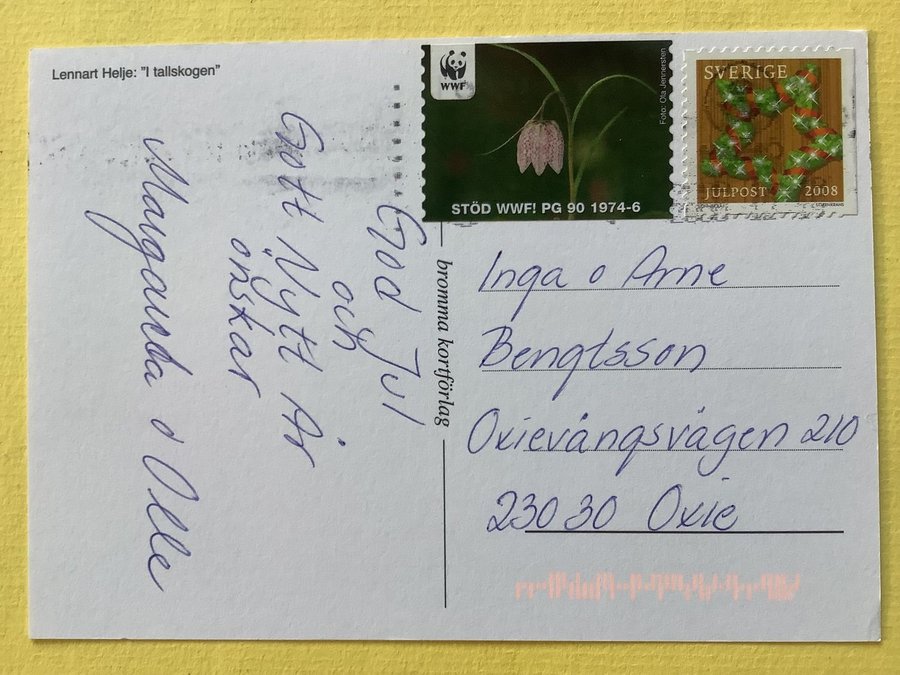 Lennart Helje: "I tallskogen"
God Jul
och
Gott Nytt År
önskar
Margareta o Olle
bromma kortförlag
WWF
Foto: Ola Jennersten
STÖD WWF! PG 90 1974-6
SVERIGE
JULPOST 2008
Inga o Arne
Bengtsson
Oxievångsvägen 210
230 30 Oxie